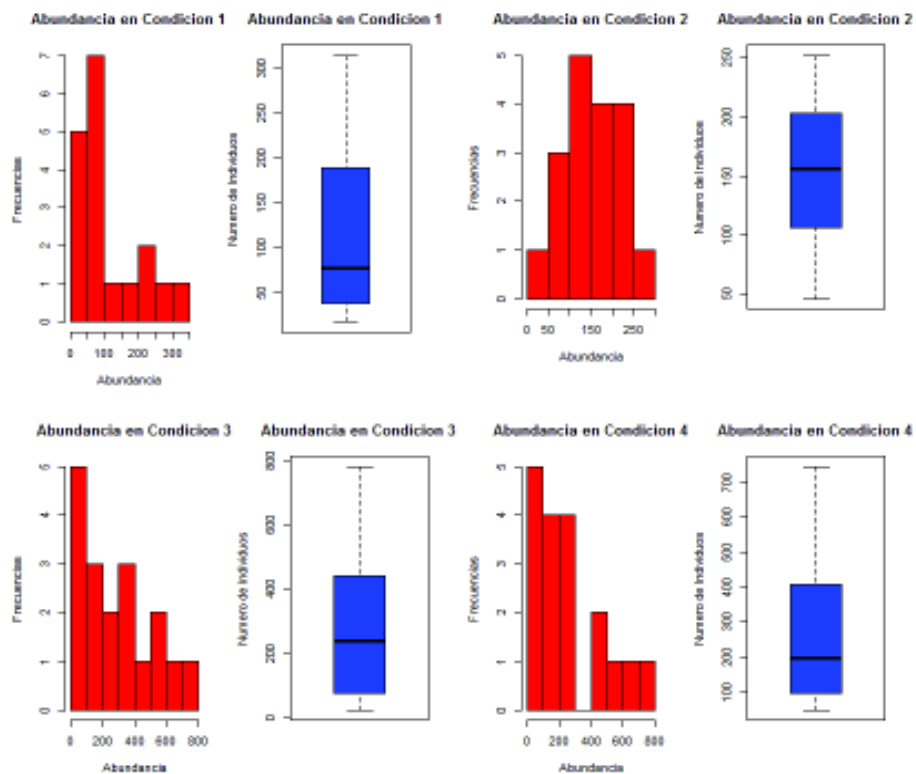 Abundancia en Condicion 1
Abundancia en Condicion 1
Abundancia en Condicion 2
Abundancia en Condicion 2
Frecuencias
0 1 2 3 4 5 6 7
0 100 200 300
Abundancia
Numero de Individuos
50 100 150 200 250 300
Frecuencias
0 1 2 3 4 5
0 50 150 250
Abundancia
Numero de Individuos
50 100 150 200 250
Abundancia en Condicion 3
Abundancia en Condicion 3
Abundancia en Condicion 4
Abundancia en Condicion 4
Frecuencias
0 1 2 3 4 5
0 200 400 600 800
Abundancia
Numero de Individuos
0 200 400 600 800
Frecuencias
0 1 2 3 4 5
0 200 400 600 800
Abundancia
Numero de Individuos
100 200 300 400 500 600 700